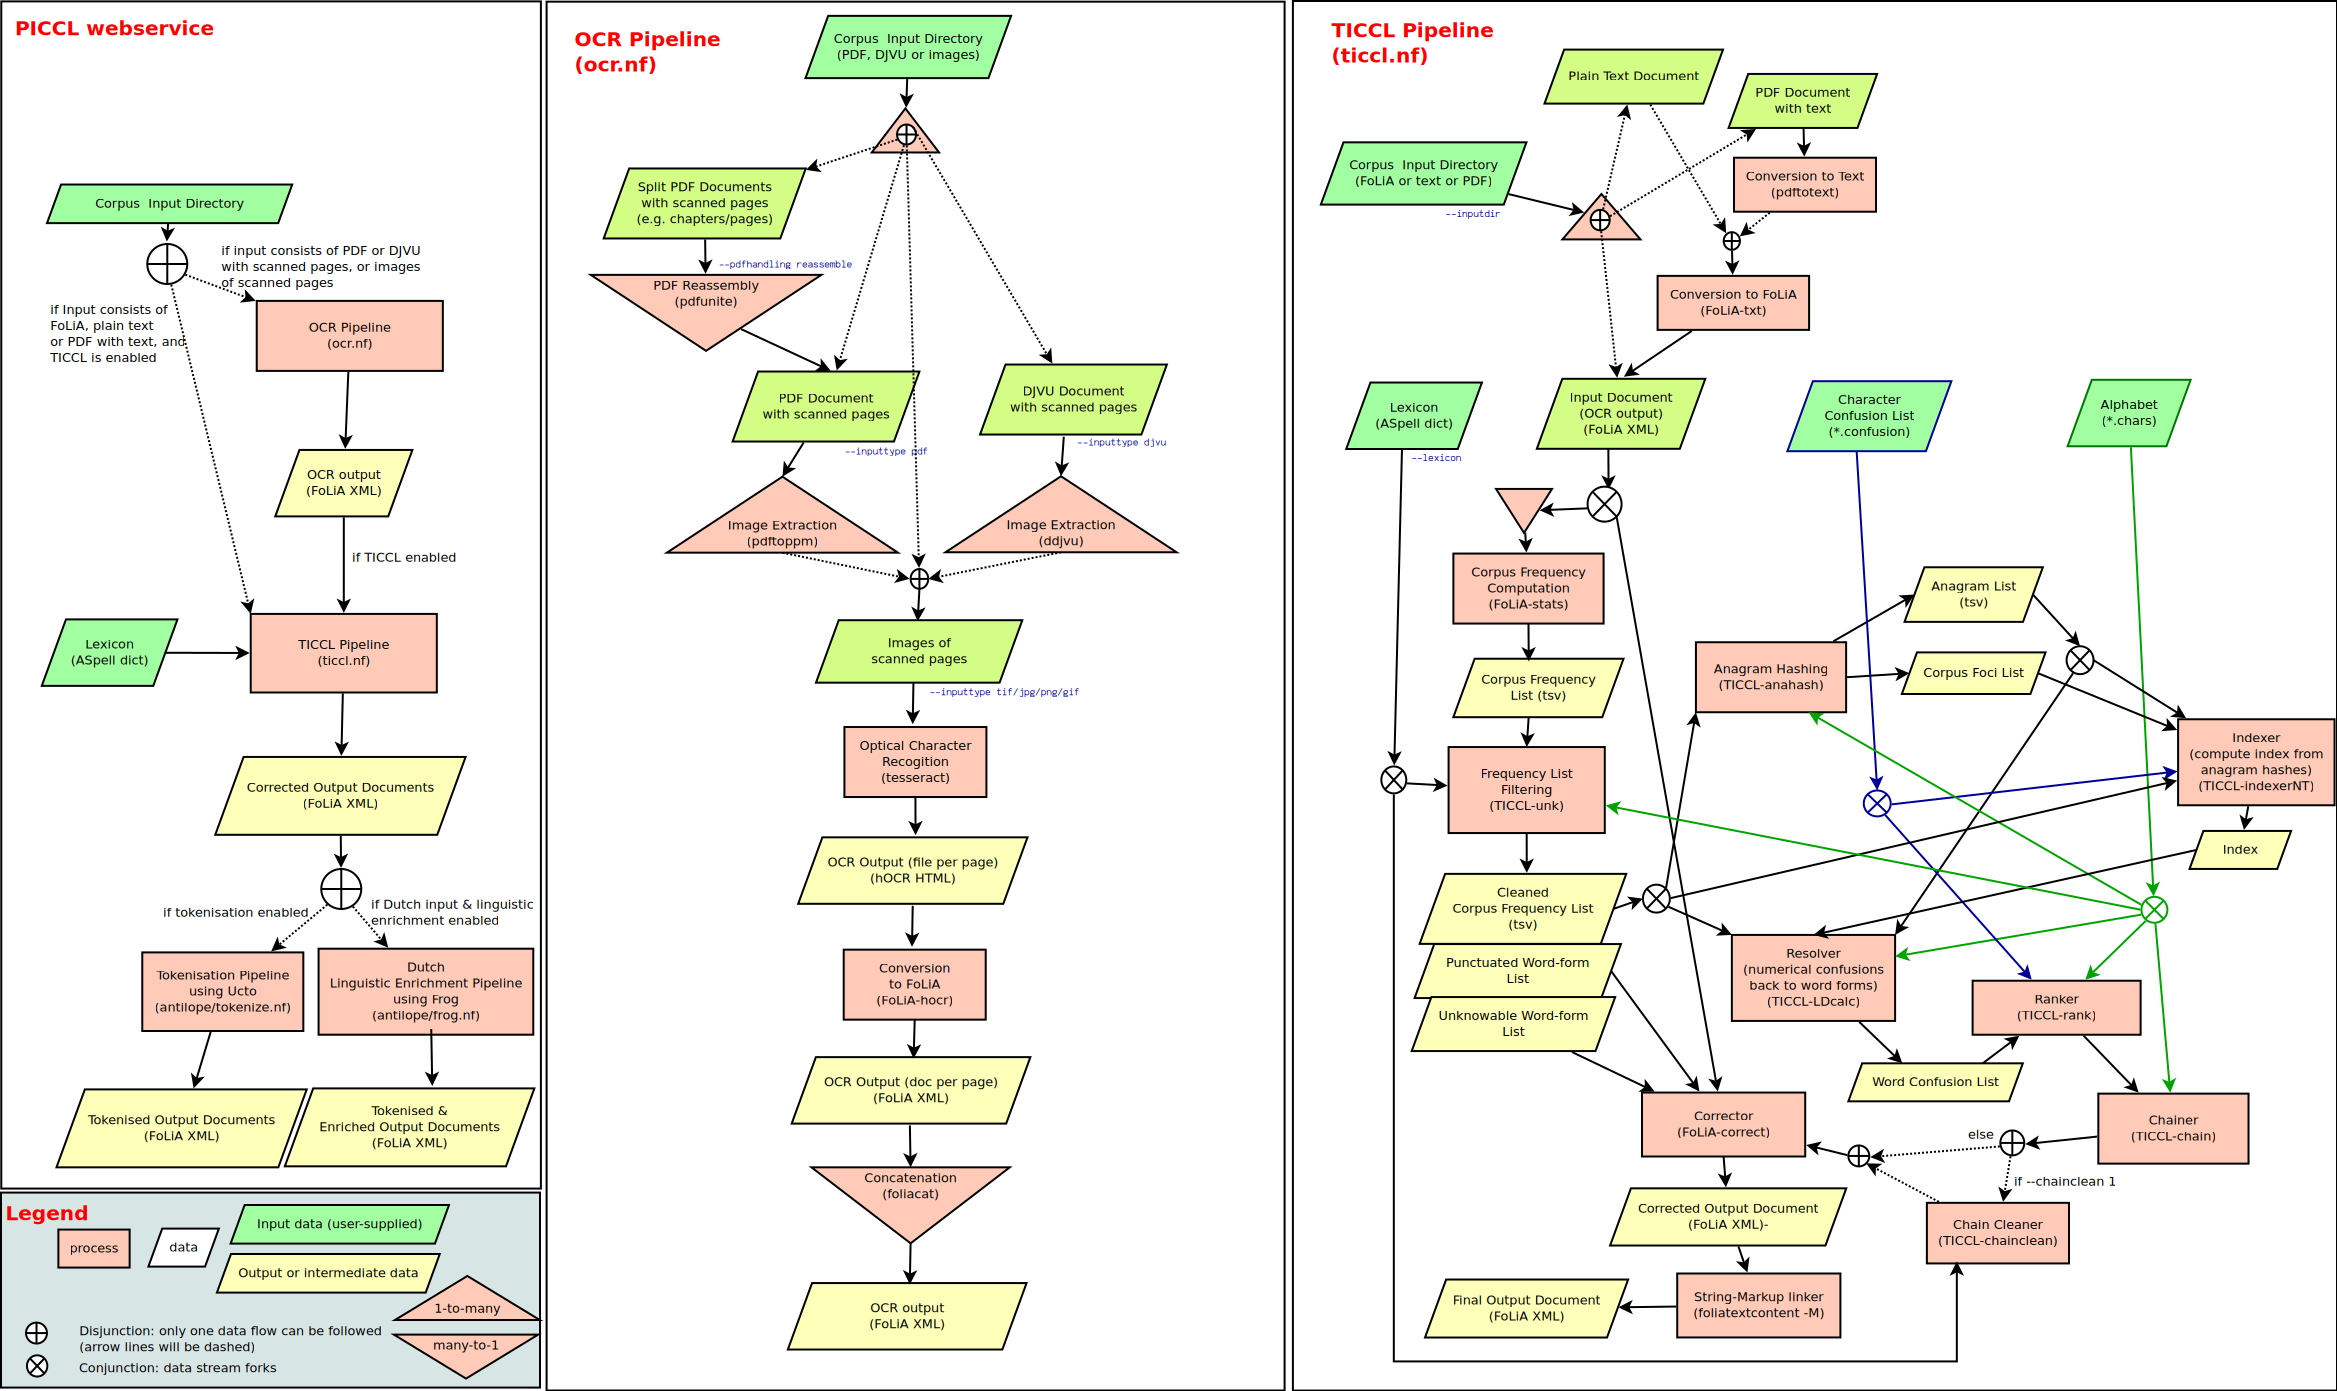 PICCL webservice
Corpus  Input Directory
if input consists of PDF or DJVU
with scanned pages, or images
of scanned pages
if Input consists of
FoLiA, plain text
or PDF with text, and
TICCL is enabled
OCR Pipeline
(ocr.nf)
OCR output
(FoLiA XML)
if TICCL enabled
Lexicon
(ASpell dict)
TICCL Pipeline
(ticcl.nf)
Corrected Output Documents
(FoLiA XML)
if tokenisation enabled
if Dutch input & linguistic
enrichment enabled
Tokenisation Pipeline
using Ucto
(antilope/tokenize.nf)
Dutch
Linguistic Enrichment Pipeline
using Frog
(antilope/frog.nf)
Tokenised Output Documents
(FoLiA XML)
Tokenised &
Enriched Output Documents
(FoLiA XML)
Legend
process
data
Input data (user-supplied)
Output or intermediate data
1-to-many
many-to-1
Disjunction: only one data flow can be followed
(arrow lines will be dashed)
Conjunction: data stream forks
OCR Pipeline
(ocr.nf)
Corpus  Input Directory
(PDF, DJVU or images)
Split PDF Documents
with scanned pages
(e.g. chapters/pages)
--pdfhandling reassemble
PDF Reassembly
(pdfunite)
PDF Document
with scanned pages
--inputtype pdf
DJVU Document
with scanned pages
--inputtype djvu
Image Extraction
(pdftoppm)
Image Extraction
(ddjvu)
Images of
scanned pages
--inputtype tif/jpg/png/gif
Optical Character
Recogition
(tesseract)
OCR Output (file per page)
(hOCR HTML)
Conversion
to FoLiA
(FoLiA-hocr)
OCR Output (doc per page)
(FoLiA XML)
Concatenation
(foliacat)
OCR output
(FoLiA XML)
TICCL Pipeline
(ticcl.nf)
Plain Text Document
PDF Document
with text
Corpus  Input Directory
(FoLiA or text or PDF)
--inputdir
Conversion to Text
(pdftotext)
Conversion to FoLiA
(FoLiA-txt)
Lexicon
(ASpell dict)
--lexicon
Input Document
(OCR output)
(FoLiA XML)
Character
Confusion List
(*.confusion)
Alphabet
(*.chars)
Corpus Frequency
Computation
(FoLiA-stats)
Anagram List
(tsv)
Corpus Frequency
List (tsv)
Anagram Hashing
(TICCL-anahash)
Corpus Foci List
Indexer
(compute index from
anagram hashes)
(TICCL-IndexerNT)
Frequency List
Filtering
(TICCL-unk)
Index
Cleaned
Corpus Frequency List
(tsv)
Punctuated Word-form
List
Unknowable Word-form
List
Resolver
(numerical confusions
back to word forms)
(TICCL-LDcalc)
Ranker
(TICCL-rank)
Word Confusion List
Corrector
(FoLiA-correct)
Chainer
(TICCL-chain)
else
if --chainclean 1
Chain Cleaner
(TICCL-chainclean)
Corrected Output Document
(FoLiA XML)-
String-Markup linker
(foliatextcontent -M)
Final Output Document
(FoLiA XML)